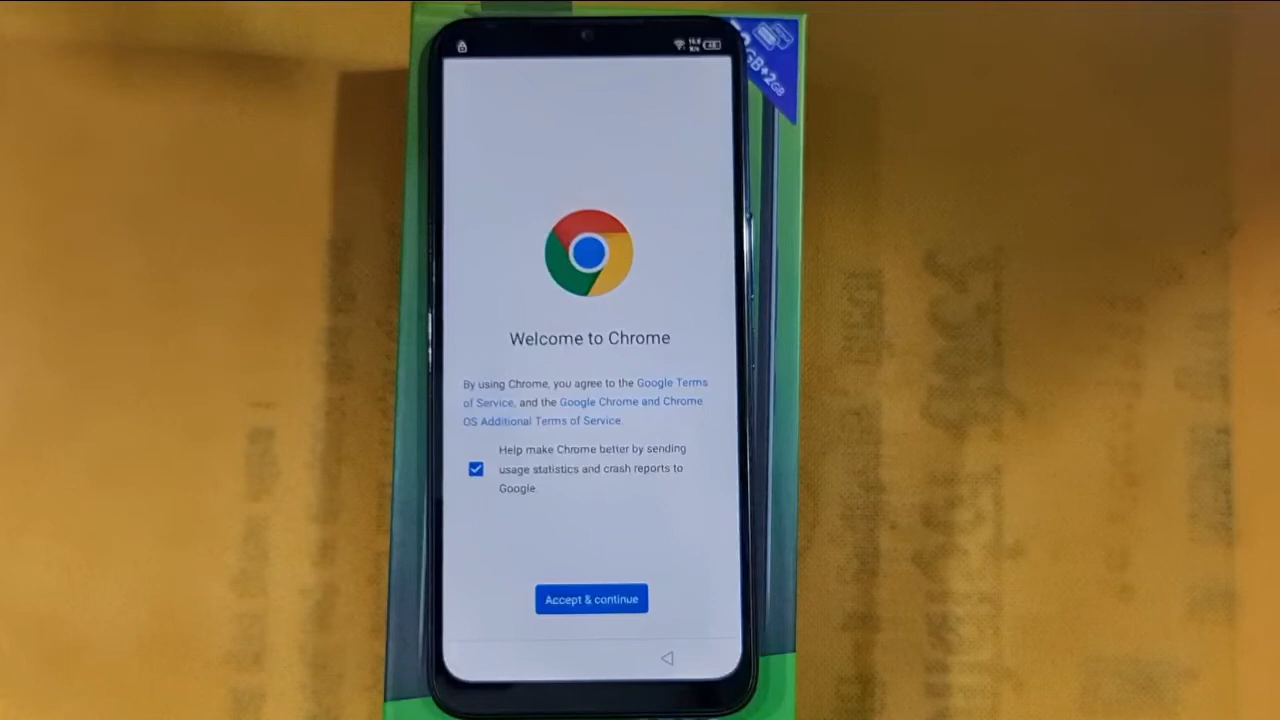 GB+2GB
Welcome to Chrome
By using Chrome, you agree to the Google Terms
of Service, and the Google Chrome and Chrome
OS Additional Terms of Service.
Help make Chrome better by sending
usage statistics and crash reports to
Google.
Accept & continue